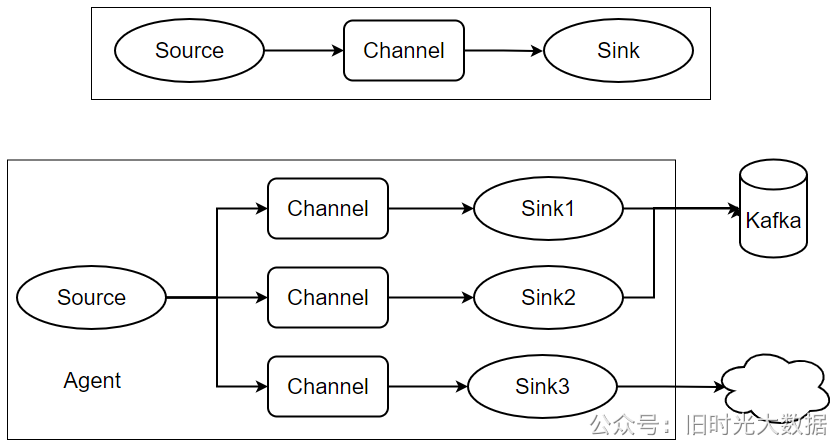 Source
Channel
Sink
Channel
Sink1
Kafka
Source
Channel
Sink2
Agent
Channel
Sink3
公众号：旧时光大数据